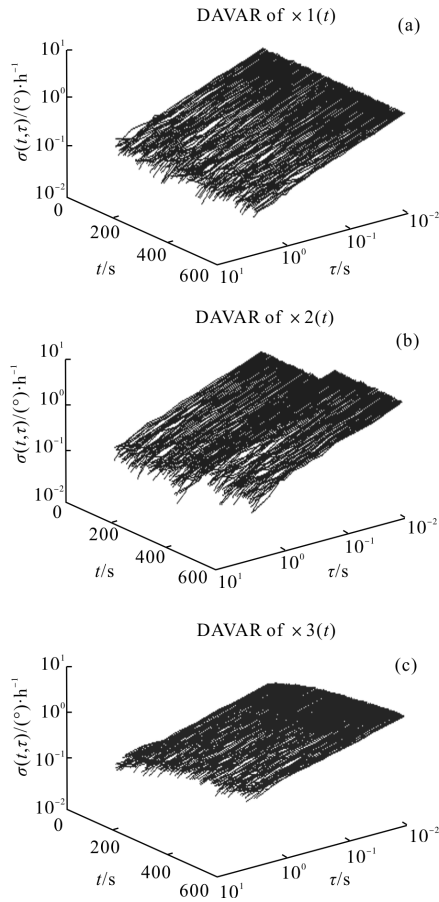 DAVAR of × 1(t)
(a)
σ(t,τ)/(°)·h⁻¹
10¹
10⁰
10⁻¹
10⁻²
0
200
400
600
t/s
10¹
10⁰
10⁻¹
10⁻²
τ/s
DAVAR of × 2(t)
(b)
σ(t,τ)/(°)·h⁻¹
10¹
10⁰
10⁻¹
10⁻²
0
200
400
600
t/s
10¹
10⁰
10⁻¹
10⁻²
τ/s
DAVAR of × 3(t)
(c)
σ(t,τ)/(°)·h⁻¹
10¹
10⁰
10⁻¹
10⁻²
0
200
400
600
t/s
10¹
10⁰
10⁻¹
10⁻²
τ/s